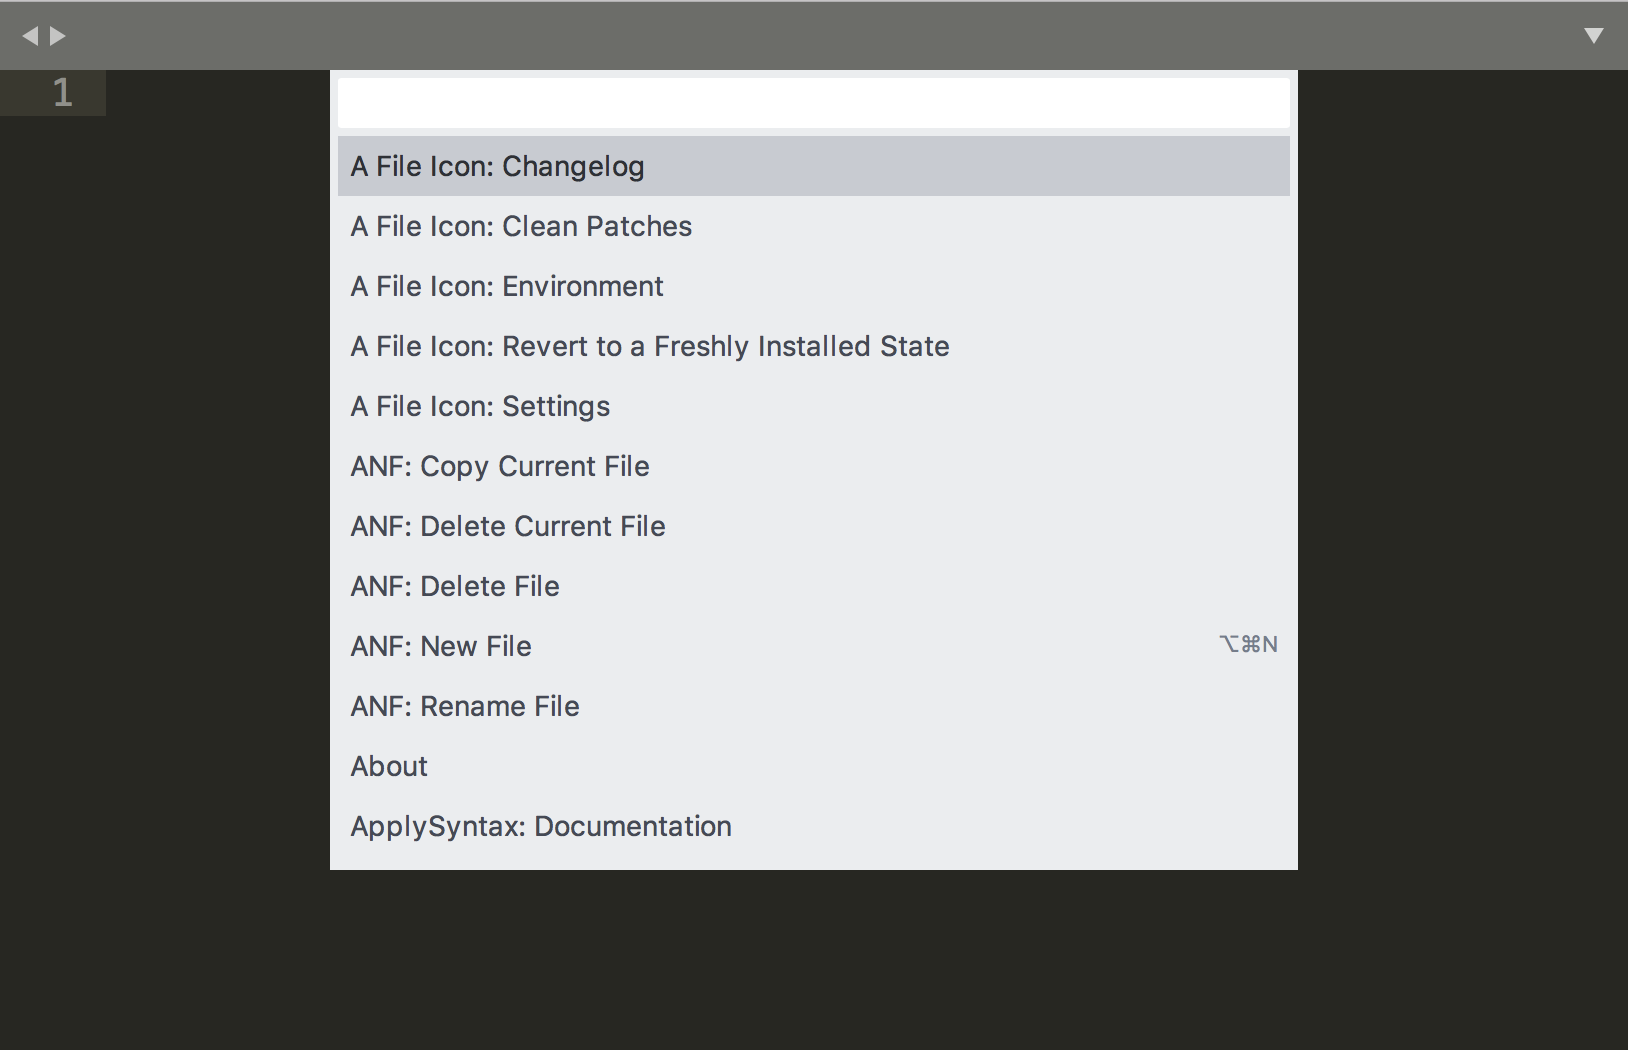 1
A File Icon: Changelog
A File Icon: Clean Patches
A File Icon: Environment
A File Icon: Revert to a Freshly Installed State
A File Icon: Settings
ANF: Copy Current File
ANF: Delete Current File
ANF: Delete File
ANF: New File ⌥⌘N
ANF: Rename File
About
ApplySyntax: Documentation